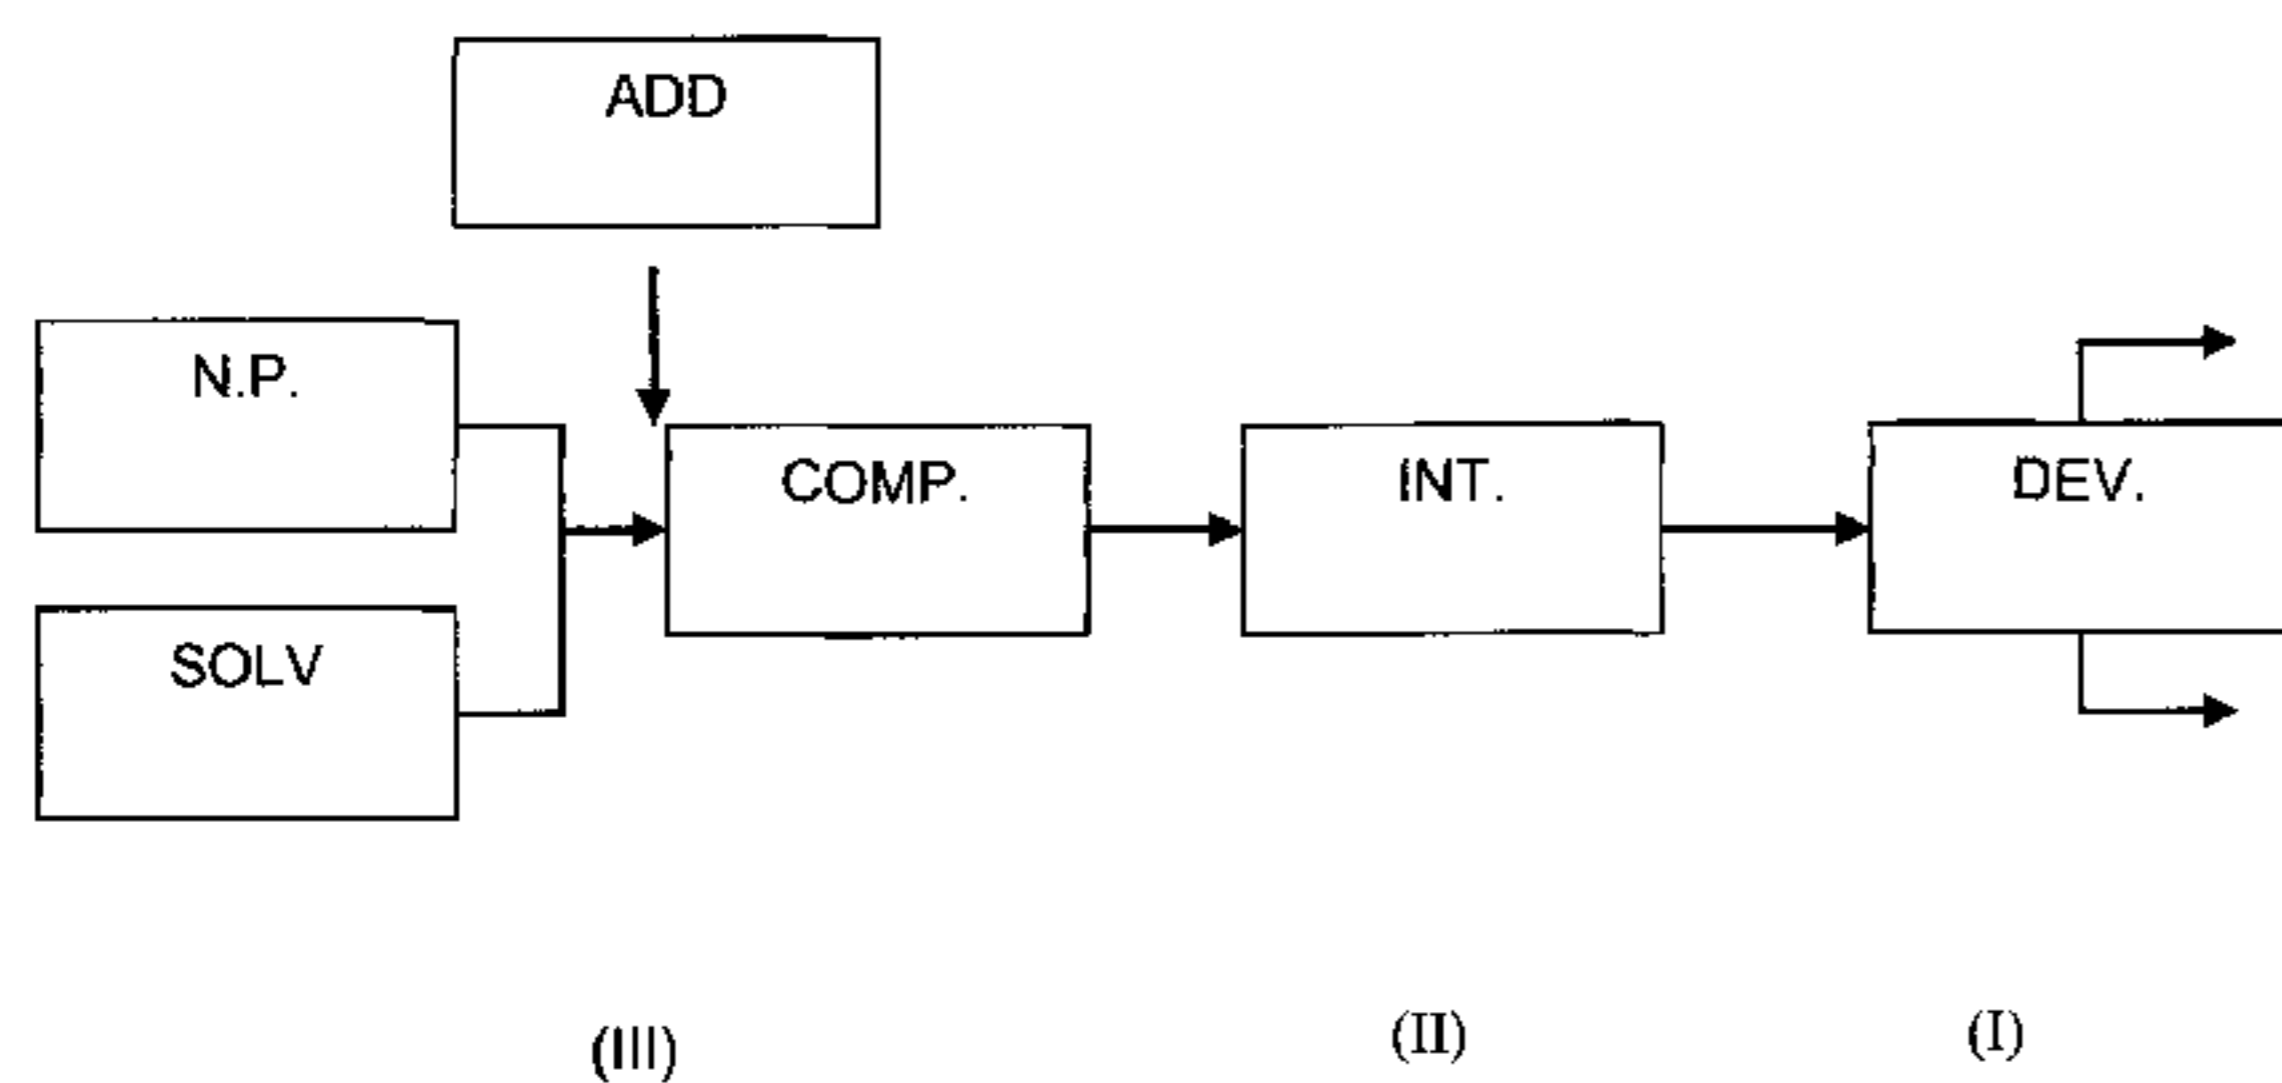 ADD
N.P.
COMP.
INT.
DEV.
SOLV
(III)
(II)
(I)